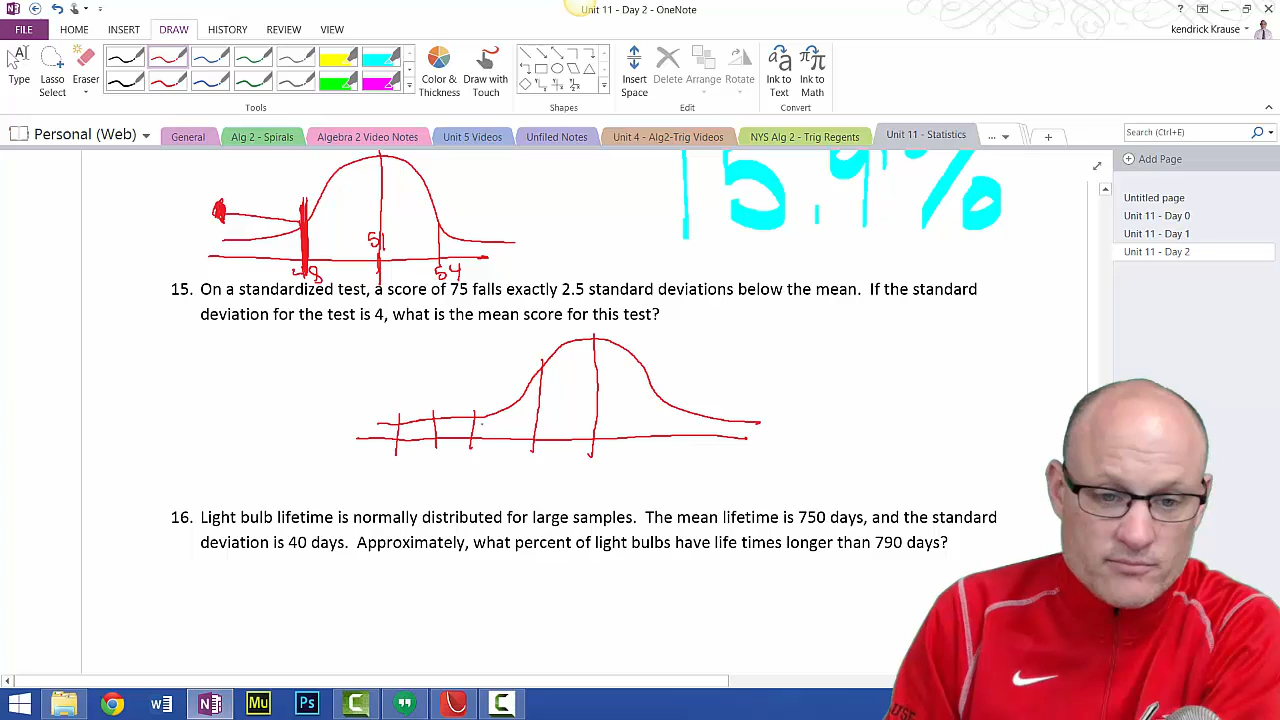 Unit 11 - Day 2 - OneNote
FILE HOME INSERT DRAW HISTORY REVIEW VIEW
kendrick Krause
Type Lasso Select Eraser Color & Thickness Draw with Touch Insert Space Delete Arrange Rotate Ink to Text Ink to Math
Tools Shapes Edit Convert
Personal (Web) General Alg 2 - Spirals Algebra 2 Video Notes Unit 5 Videos Unfiled Notes Unit 4 - Alg2-Trig Videos NYS Alg 2 - Trig Regents Unit 11 - Statistics ... + Search (Ctrl+E)
Add Page
Untitled page
Unit 11 - Day 0
Unit 11 - Day 1
Unit 11 - Day 2
15.9%
51
48 54
15. On a standardized test, a score of 75 falls exactly 2.5 standard deviations below the mean. If the standard
deviation for the test is 4, what is the mean score for this test?
16. Light bulb lifetime is normally distributed for large samples. The mean lifetime is 750 days, and the standard
deviation is 40 days. Approximately, what percent of light bulbs have life times longer than 790 days?
Mu Ps